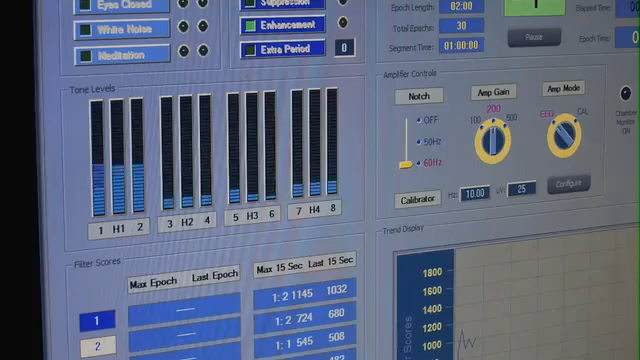 Eyes Closed
White Noise
Meditation
Suppression
Enhancement
Extra Period 0
Epoch Length: 02:00
Total Epochs: 30
Segment Time: 01:00:00
Elapsed Time
Pause
Epoch Time:
Tone Levels
1 H1 2
3 H2 4
5 H3 6
7 H4 8
Amplifier Controls
Notch
OFF
50Hz
60Hz
Amp Gain
200
100 500
Amp Mode
EEG CAL
Chamber
Monitor
ON
Calibrator Hz: 10.00 uV: 25
Configure
Filter Scores
Max Epoch Last Epoch
Max 15 Sec Last 15 Sec
1 1: 2 1145 1032
2 1: 2 724 680
1: 1 545 508
Trend Display
Scores
1800
1600
1400
1200
1000